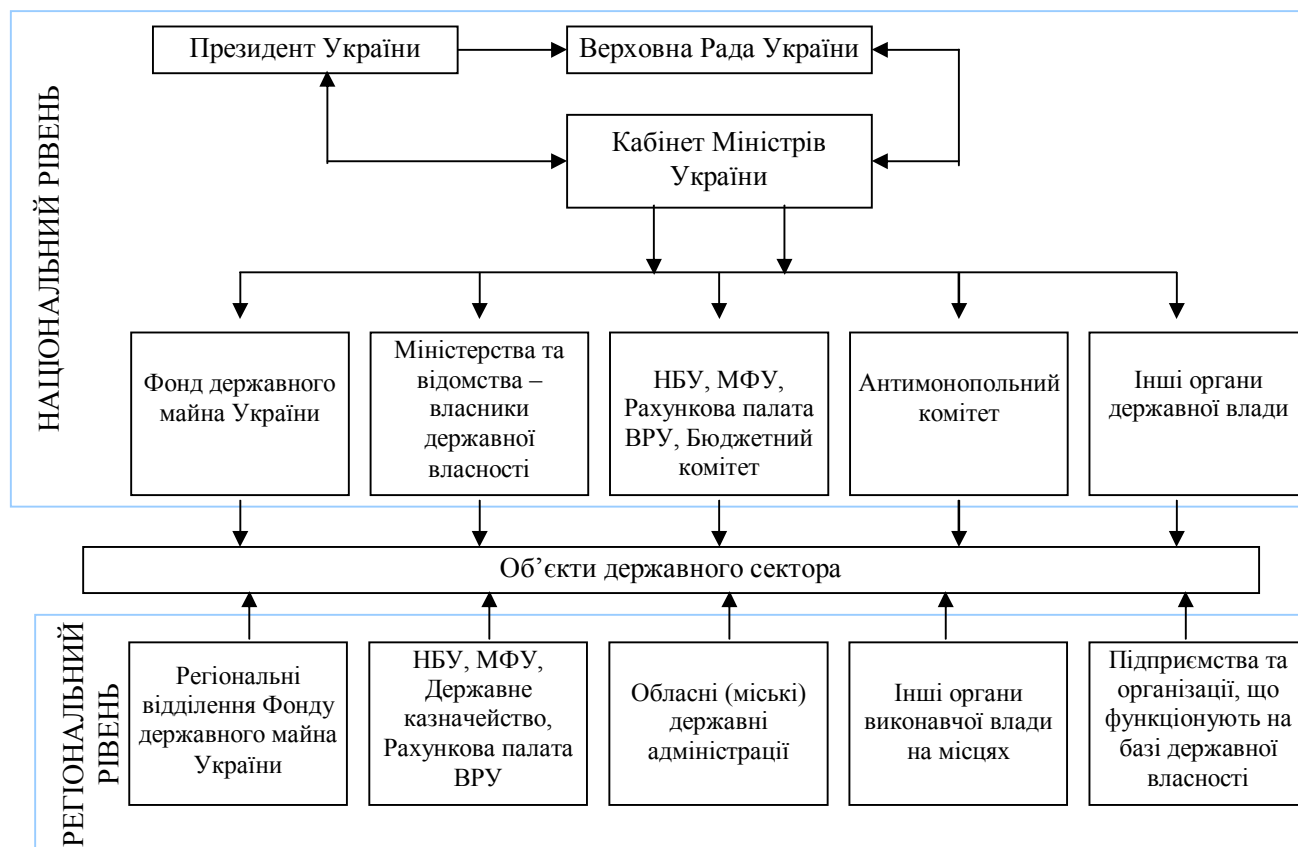 Президент України
Верховна Рада України
Кабінет Міністрів
України
НАЦІОНАЛЬНИЙ РІВЕНЬ
Фонд державного
майна України
Міністерства та
відомства –
власники
державної
власності
НБУ, МФУ,
Рахункова палата
ВРУ, Бюджетний
комітет
Антимонопольний
комітет
Інші органи
державної влади
Об’єкти державного сектора
РЕГІОНАЛЬНИЙ
РІВЕНЬ
Регіональні
відділення Фонду
державного майна
України
НБУ, МФУ,
Державне
казначейство,
Рахункова палата
ВРУ
Обласні (міські)
державні
адміністрації
Інші органи
виконавчої влади
на місцях
Підприємства та
організації, що
функціонують на
базі державної
власності